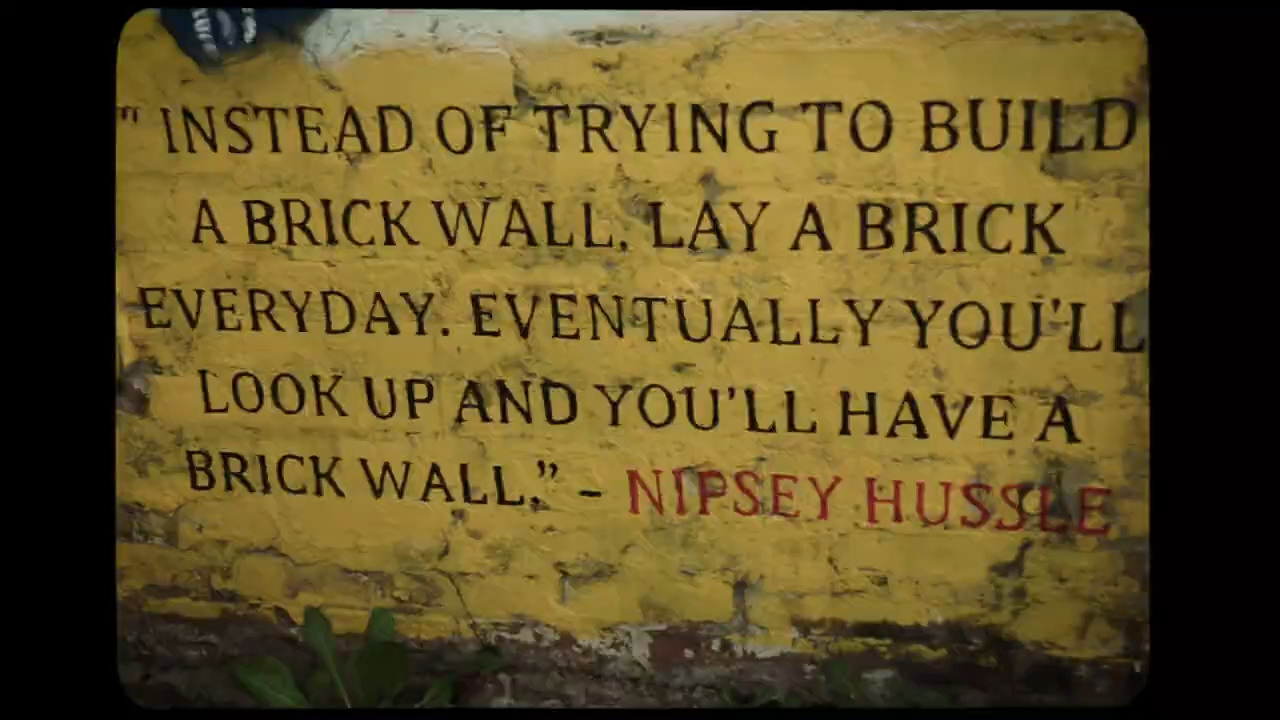 " INSTEAD OF TRYING TO BUILD
A BRICK WALL. LAY A BRICK
EVERYDAY. EVENTUALLY YOU'LL
LOOK UP AND YOU'LL HAVE A
BRICK WALL.” - NIPSEY HUSSLE